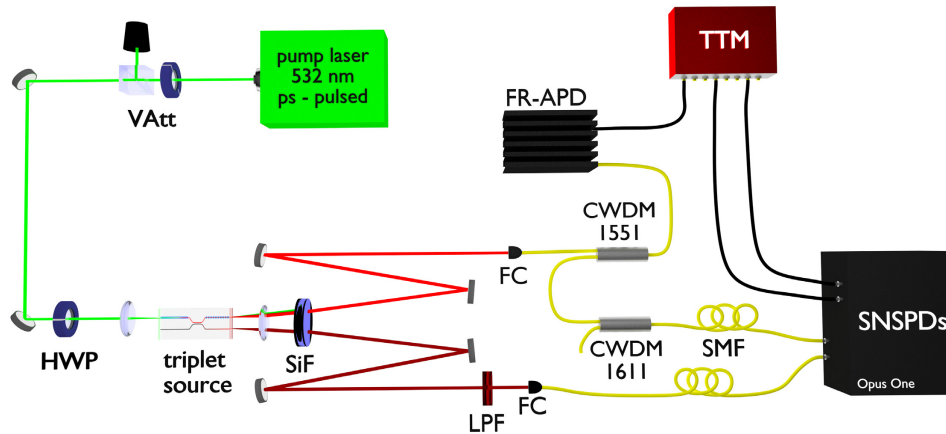 pump laser
532 nm
ps - pulsed
TTM
VAtt
FR-APD
CWDM
1551
FC
HWP
triplet
source
SiF
CWDM
1611
SMF
SNSPDs
Opus One
LPF
FC